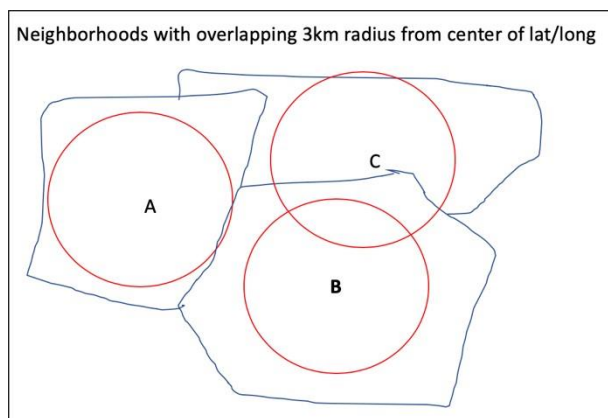 Neighborhoods with overlapping 3km radius from center of lat/long
C
A
B